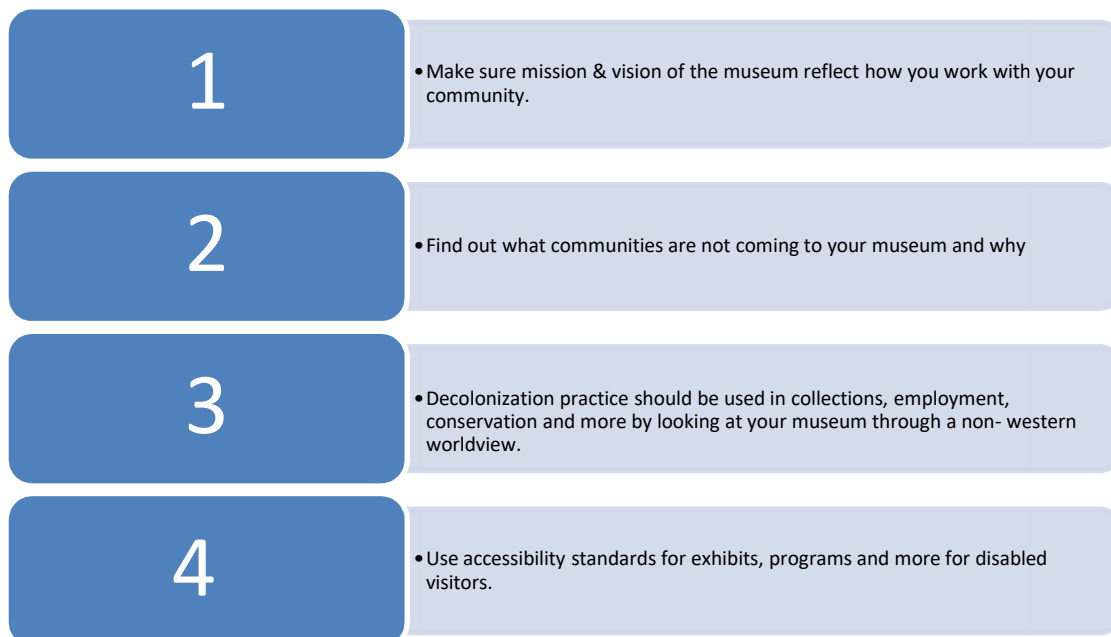 1
•Make sure mission & vision of the museum reflect how you work with your
community.
2
•Find out what communities are not coming to your museum and why
3
•Decolonization practice should be used in collections, employment,
conservation and more by looking at your museum through a non- western
worldview.
4
•Use accessibility standards for exhibits, programs and more for disabled
visitors.